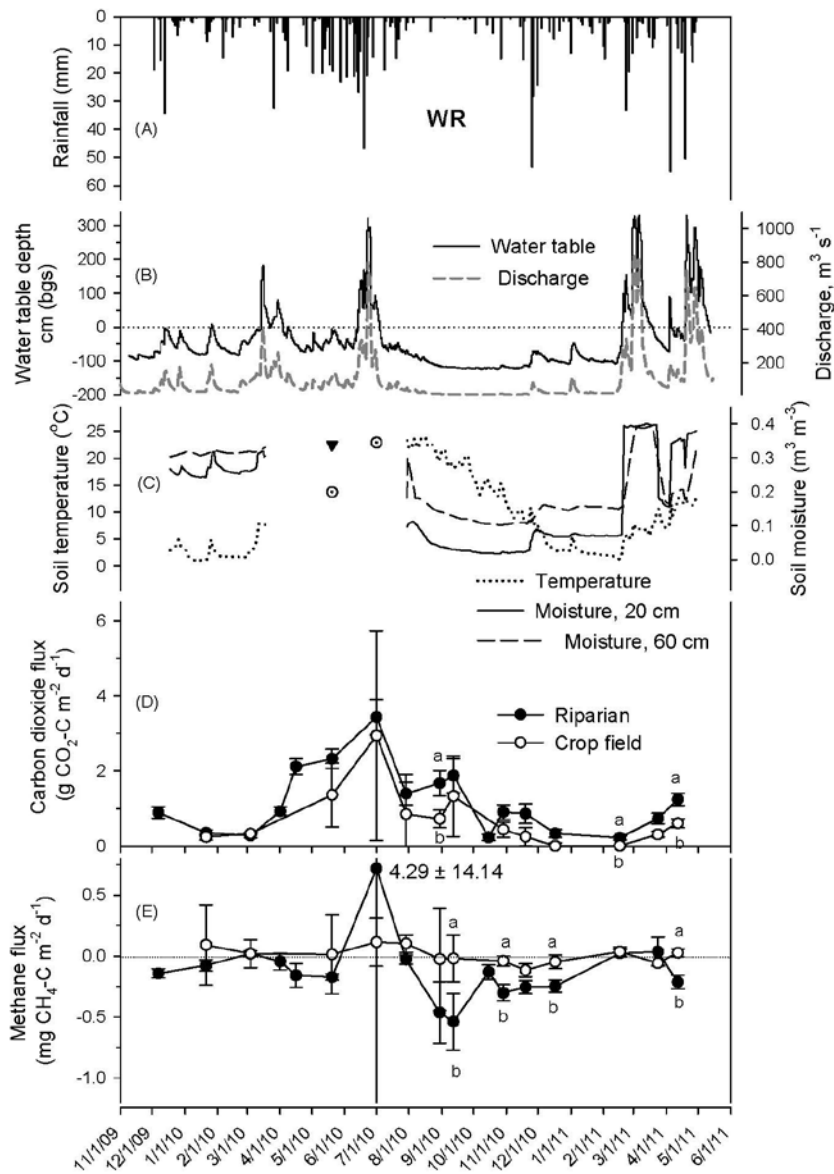 0
10
20
30
40
50
60
Rainfall (mm)
(A)
WR
300
200
100
0
-100
-200
Water table depth
cm (bgs)
(B)
Water table
Discharge
1000
800
600
400
200
Discharge, m³ s⁻¹
25
20
15
10
5
0
Soil temperature (°C)
(C)
0.4
0.3
0.2
0.1
0.0
Soil moisture (m³ m⁻³)
Temperature
Moisture, 20 cm
Moisture, 60 cm
6
4
2
0
Carbon dioxide flux
(g CO₂-C m⁻² d⁻¹)
(D)
Riparian
Crop field
a
b
a
b
a
b
0.5
0.0
-0.5
-1.0
Methane flux
(mg CH₄-C m⁻² d⁻¹)
(E)
4.29 ± 14.14
a
b
a
b
a
b
a
b
11/1/09
12/1/09
1/1/10
2/1/10
3/1/10
4/1/10
5/1/10
6/1/10
7/1/10
8/1/10
9/1/10
10/1/10
11/1/10
12/1/10
1/1/11
2/1/11
3/1/11
4/1/11
5/1/11
6/1/11